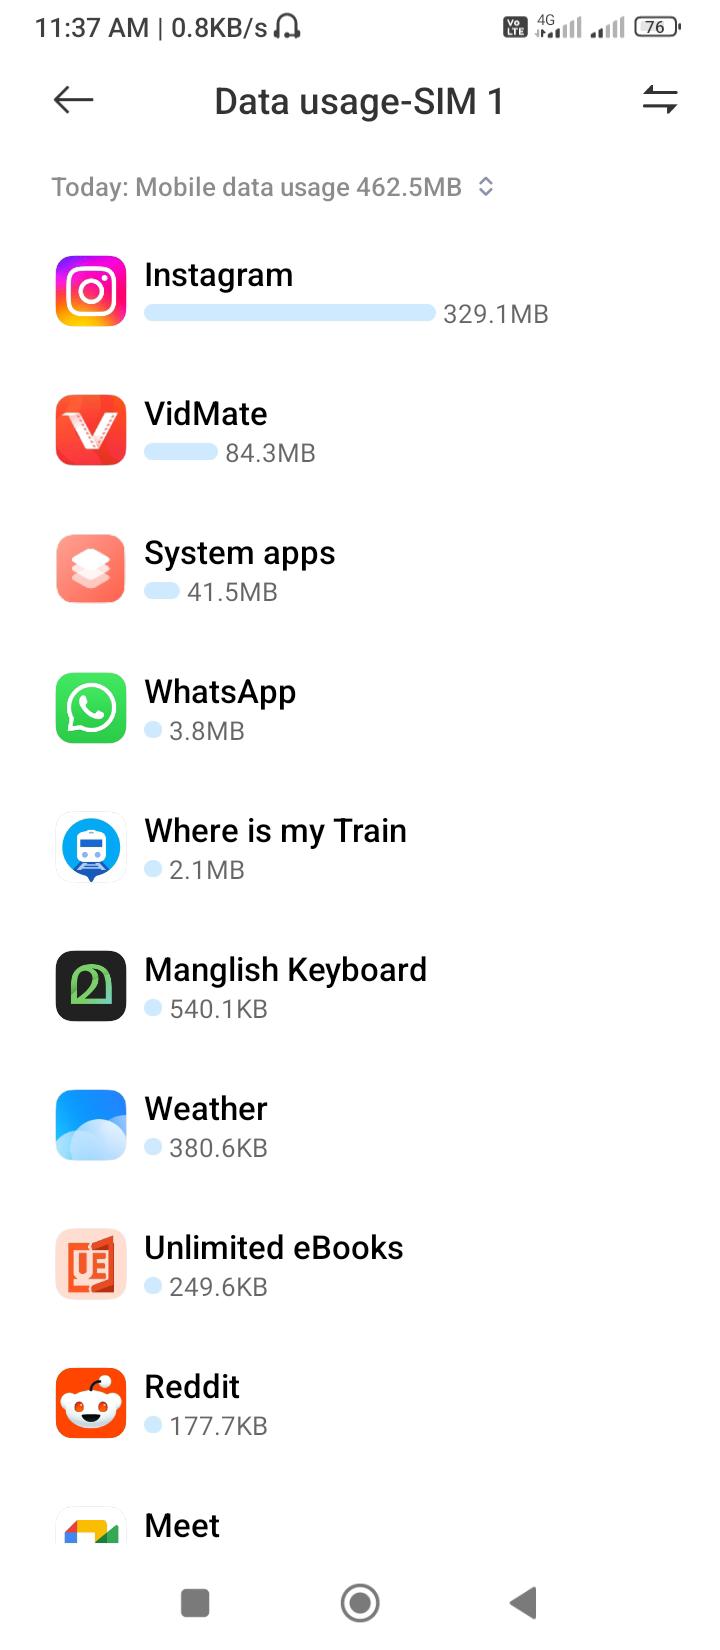 11:37 AM | 0.8KB/s Vo LTE 4G 76
Data usage-SIM 1
Today: Mobile data usage 462.5MB
Instagram
329.1MB
VidMate
84.3MB
System apps
41.5MB
WhatsApp
3.8MB
Where is my Train
2.1MB
Manglish Keyboard
540.1KB
Weather
380.6KB
UE
Unlimited eBooks
249.6KB
Reddit
177.7KB
Meet